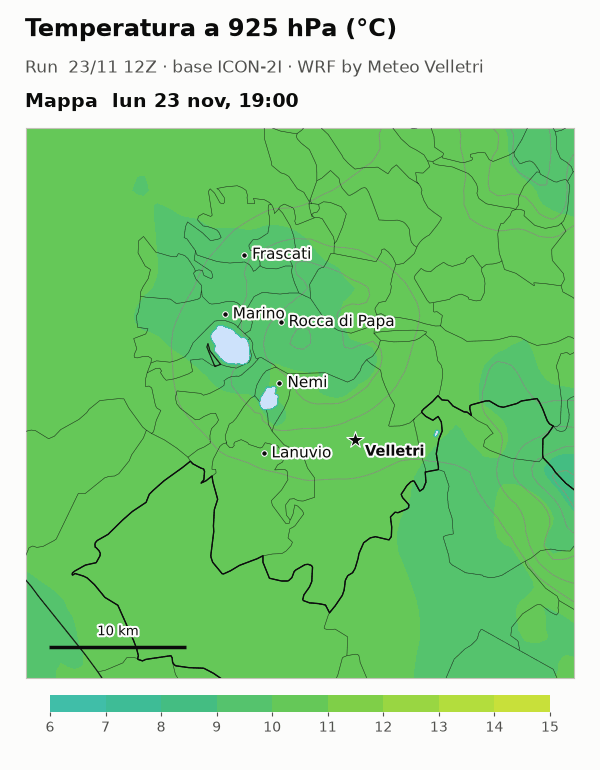 Temperatura a 925 hPa (°C)
Run  23/11 12Z · base ICON-2I · WRF by Meteo Velletri
Mappa  lun 23 nov, 19:00
Frascati
Marino
Rocca di Papa
Nemi
Velletri
Lanuvio
10 km
6 7 8 9 10 11 12 13 14 15